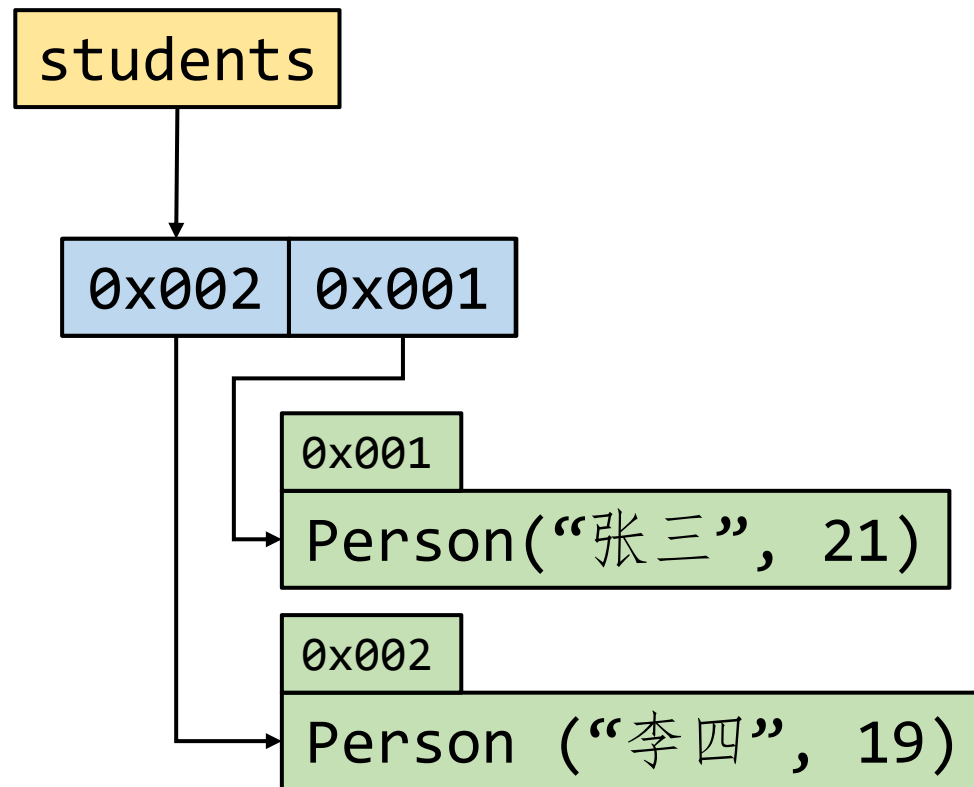 students
0x002 0x001
0x001
Person(“张三”, 21)
0x002
Person (“李四”, 19)